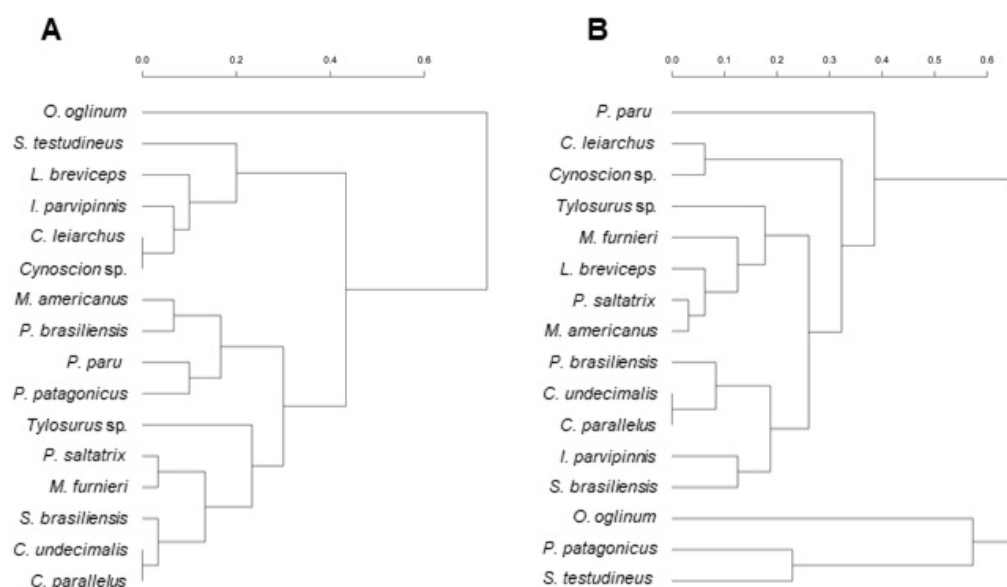 A
0.0 0.2 0.4 0.6
O. oglinum
S. testudineus
L. breviceps
I. parvipinnis
C. leiarchus
Cynoscion sp.
M. americanus
P. brasiliensis
P. paru
P. patagonicus
Tylosurus sp.
P. saltatrix
M. furnieri
S. brasiliensis
C. undecimalis
C. parallelus
B
0.0 0.1 0.2 0.3 0.4 0.5 0.6
P. paru
C. leiarchus
Cynoscion sp.
Tylosurus sp.
M. furnieri
L. breviceps
P. saltatrix
M. americanus
P. brasiliensis
C. undecimalis
C. parallelus
I. parvipinnis
S. brasiliensis
O. oglinum
P. patagonicus
S. testudineus